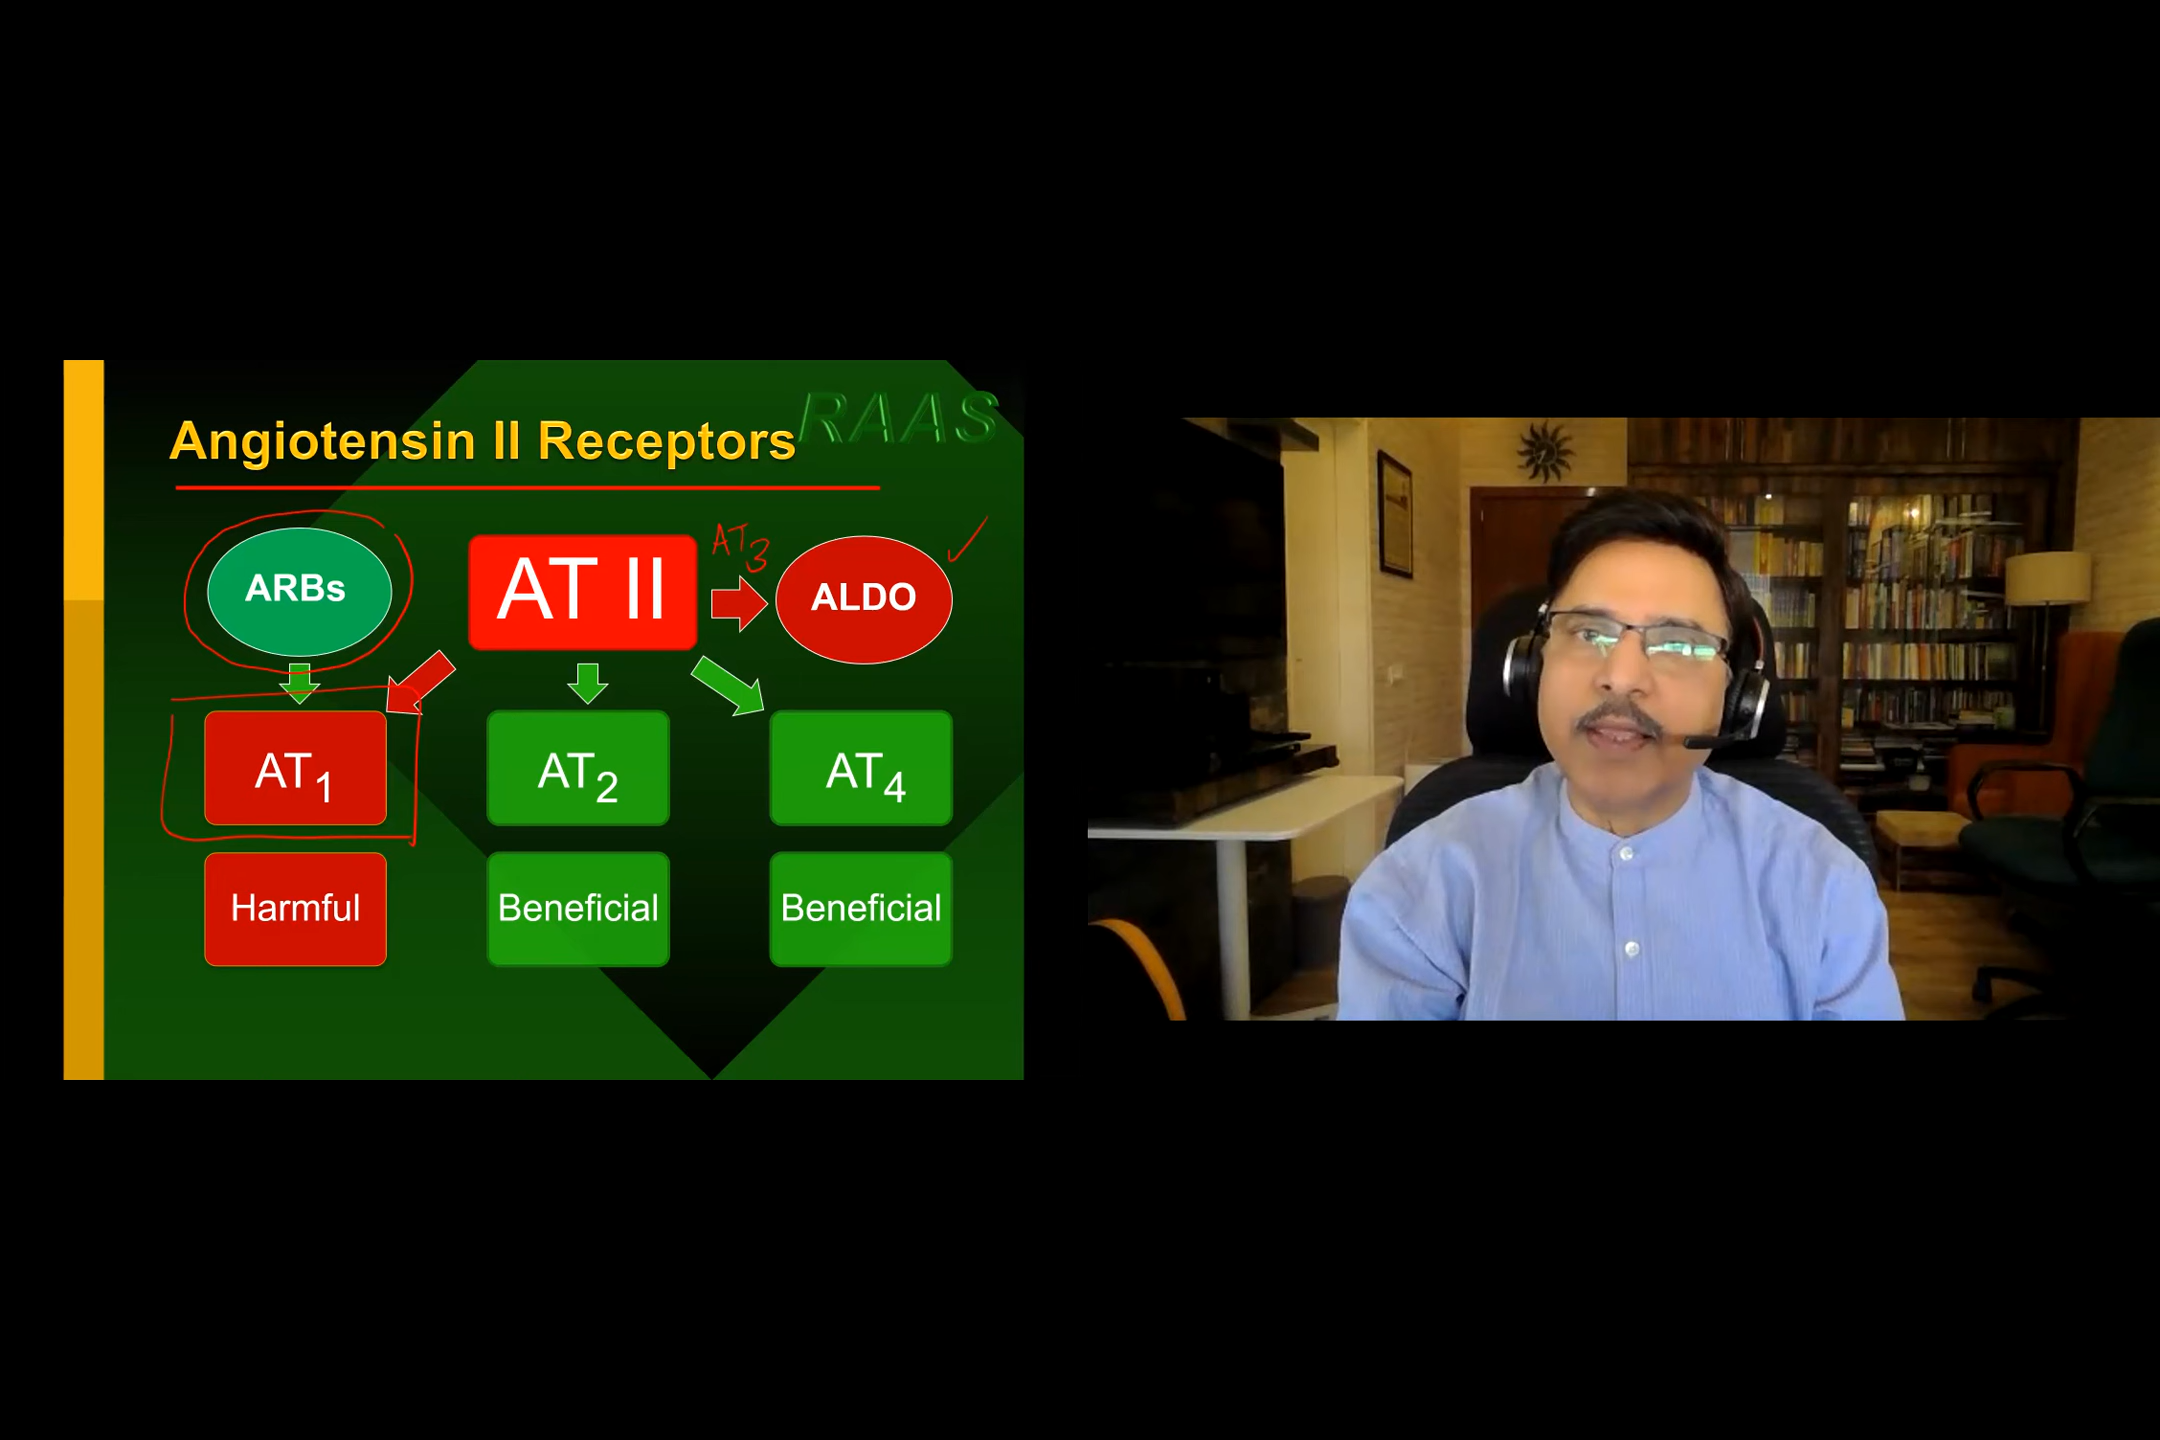 RAAS
Angiotensin II Receptors
ARBs
AT II
AT3
ALDO
AT1
AT2
AT4
Harmful
Beneficial
Beneficial